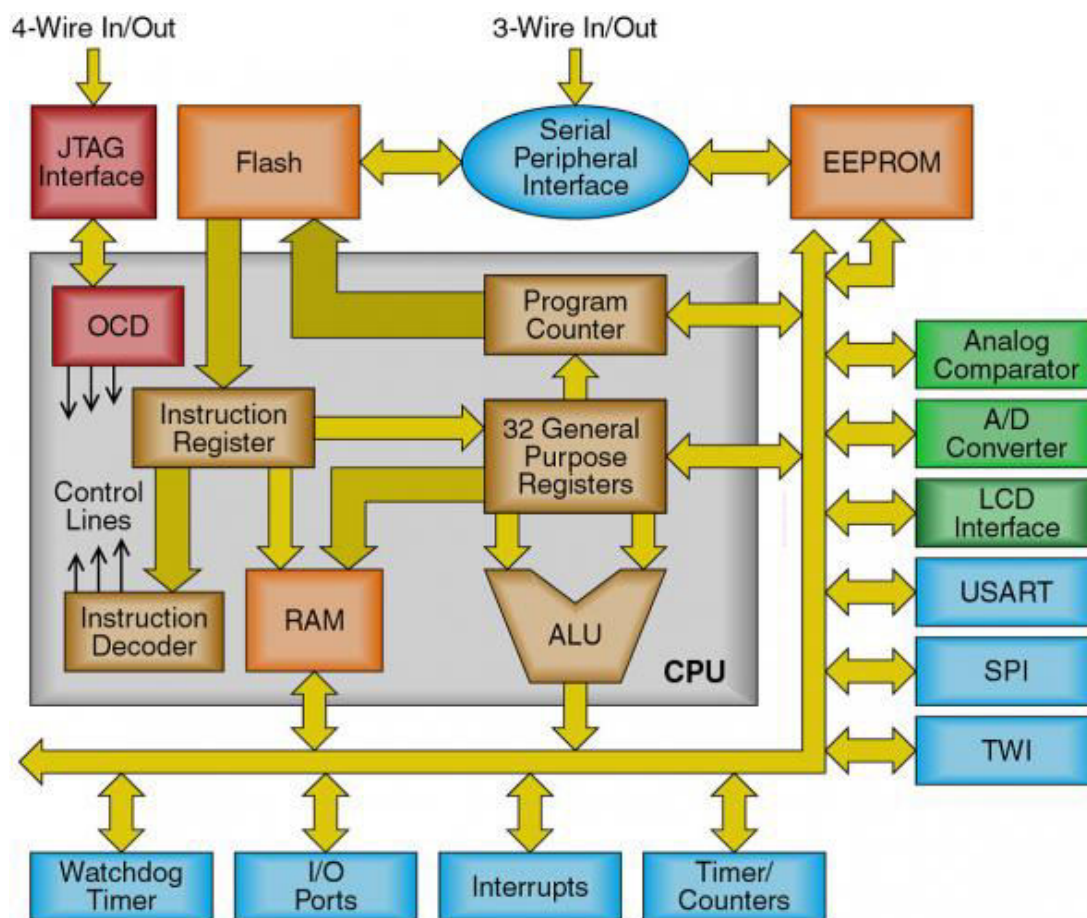 4-Wire In/Out
3-Wire In/Out
JTAG
Interface
Flash
Serial
Peripheral
Interface
EEPROM
OCD
Program
Counter
Analog
Comparator
Instruction
Register
32 General
Purpose
Registers
A/D
Converter
Control
Lines
LCD
Interface
Instruction
Decoder
RAM
ALU
CPU
USART
SPI
TWI
Watchdog
Timer
I/O
Ports
Interrupts
Timer/
Counters